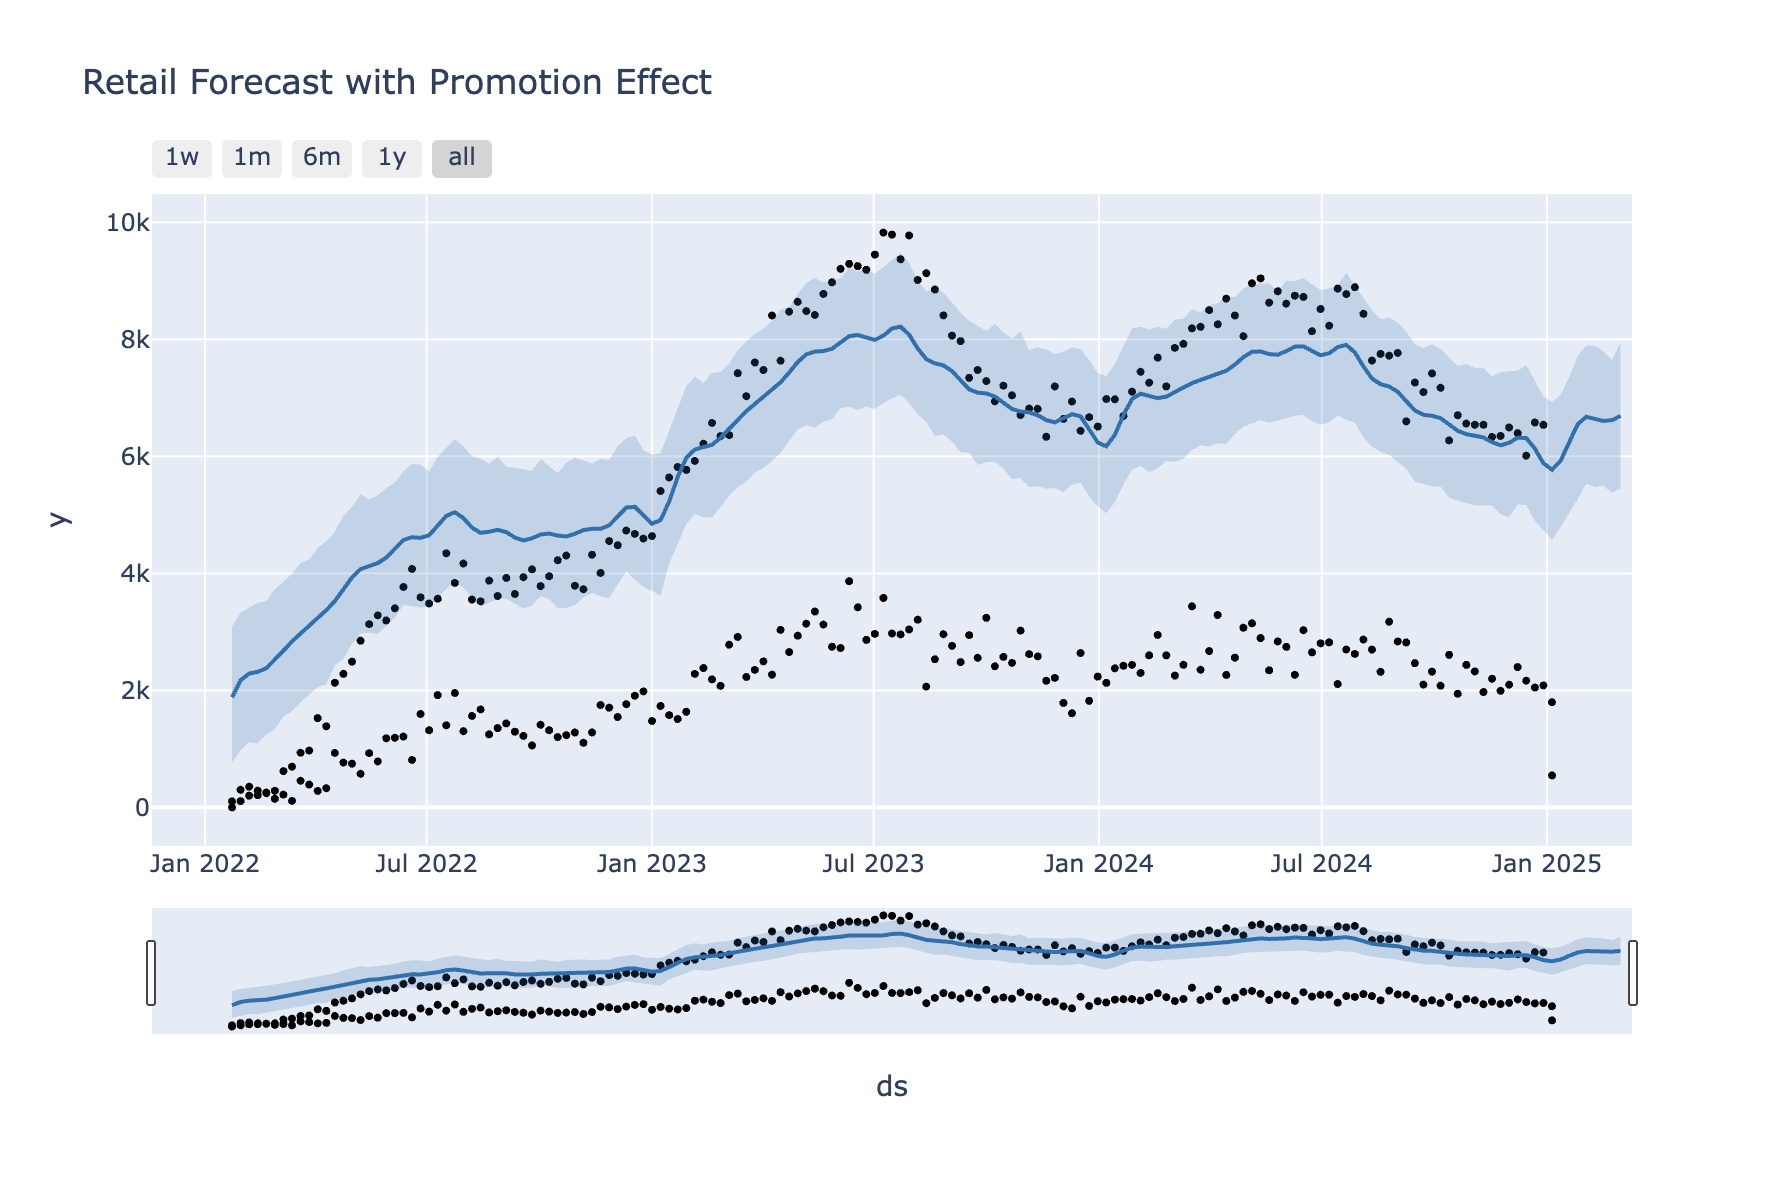 Retail Forecast with Promotion Effect
1w 1m 6m 1y all
10k
8k
6k
4k
2k
0
y
Jan 2022 Jul 2022 Jan 2023 Jul 2023 Jan 2024 Jul 2024 Jan 2025
ds